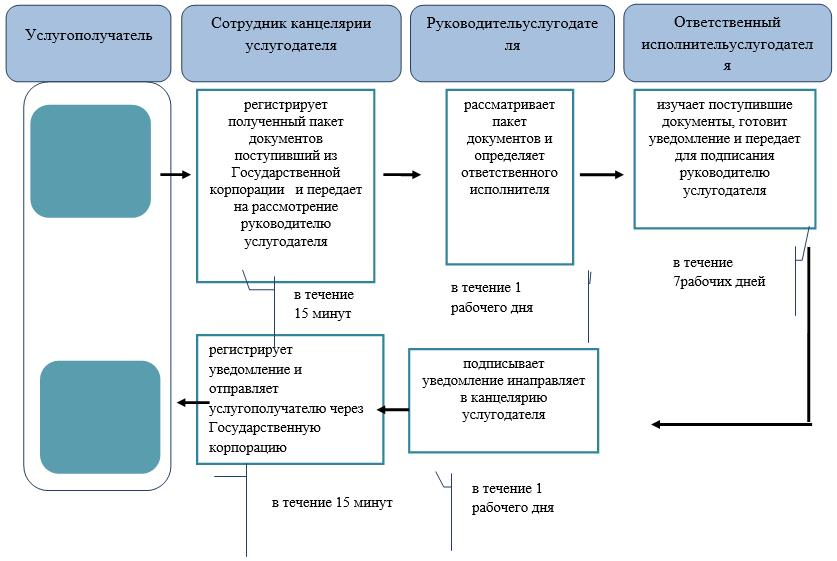 Услугополучатель
Сотрудник канцелярии
услугодателя
Руководительуслугодате
ля
Ответственный
исполнительуслугодател
я
регистрирует
полученный пакет
документов
поступивший из
Государственной
корпорации и передает
на рассмотрение
руководителю
услугодателя
рассматривает
пакет
документов и
определяет
ответственного
исполнителя
изучает поступившие
документы, готовит
уведомление и передает
для подписания
руководителю
услугодателя
в течение
15 минут
в течение 1
рабочего дня
в течение
7рабочих дней
регистрирует
уведомление и
отправляет
услугополучателю через
Государственную
корпорацию
подписывает
уведомление инаправляет
в канцелярию
услугодателя
в течение 15 минут
в течение 1
рабочего дня